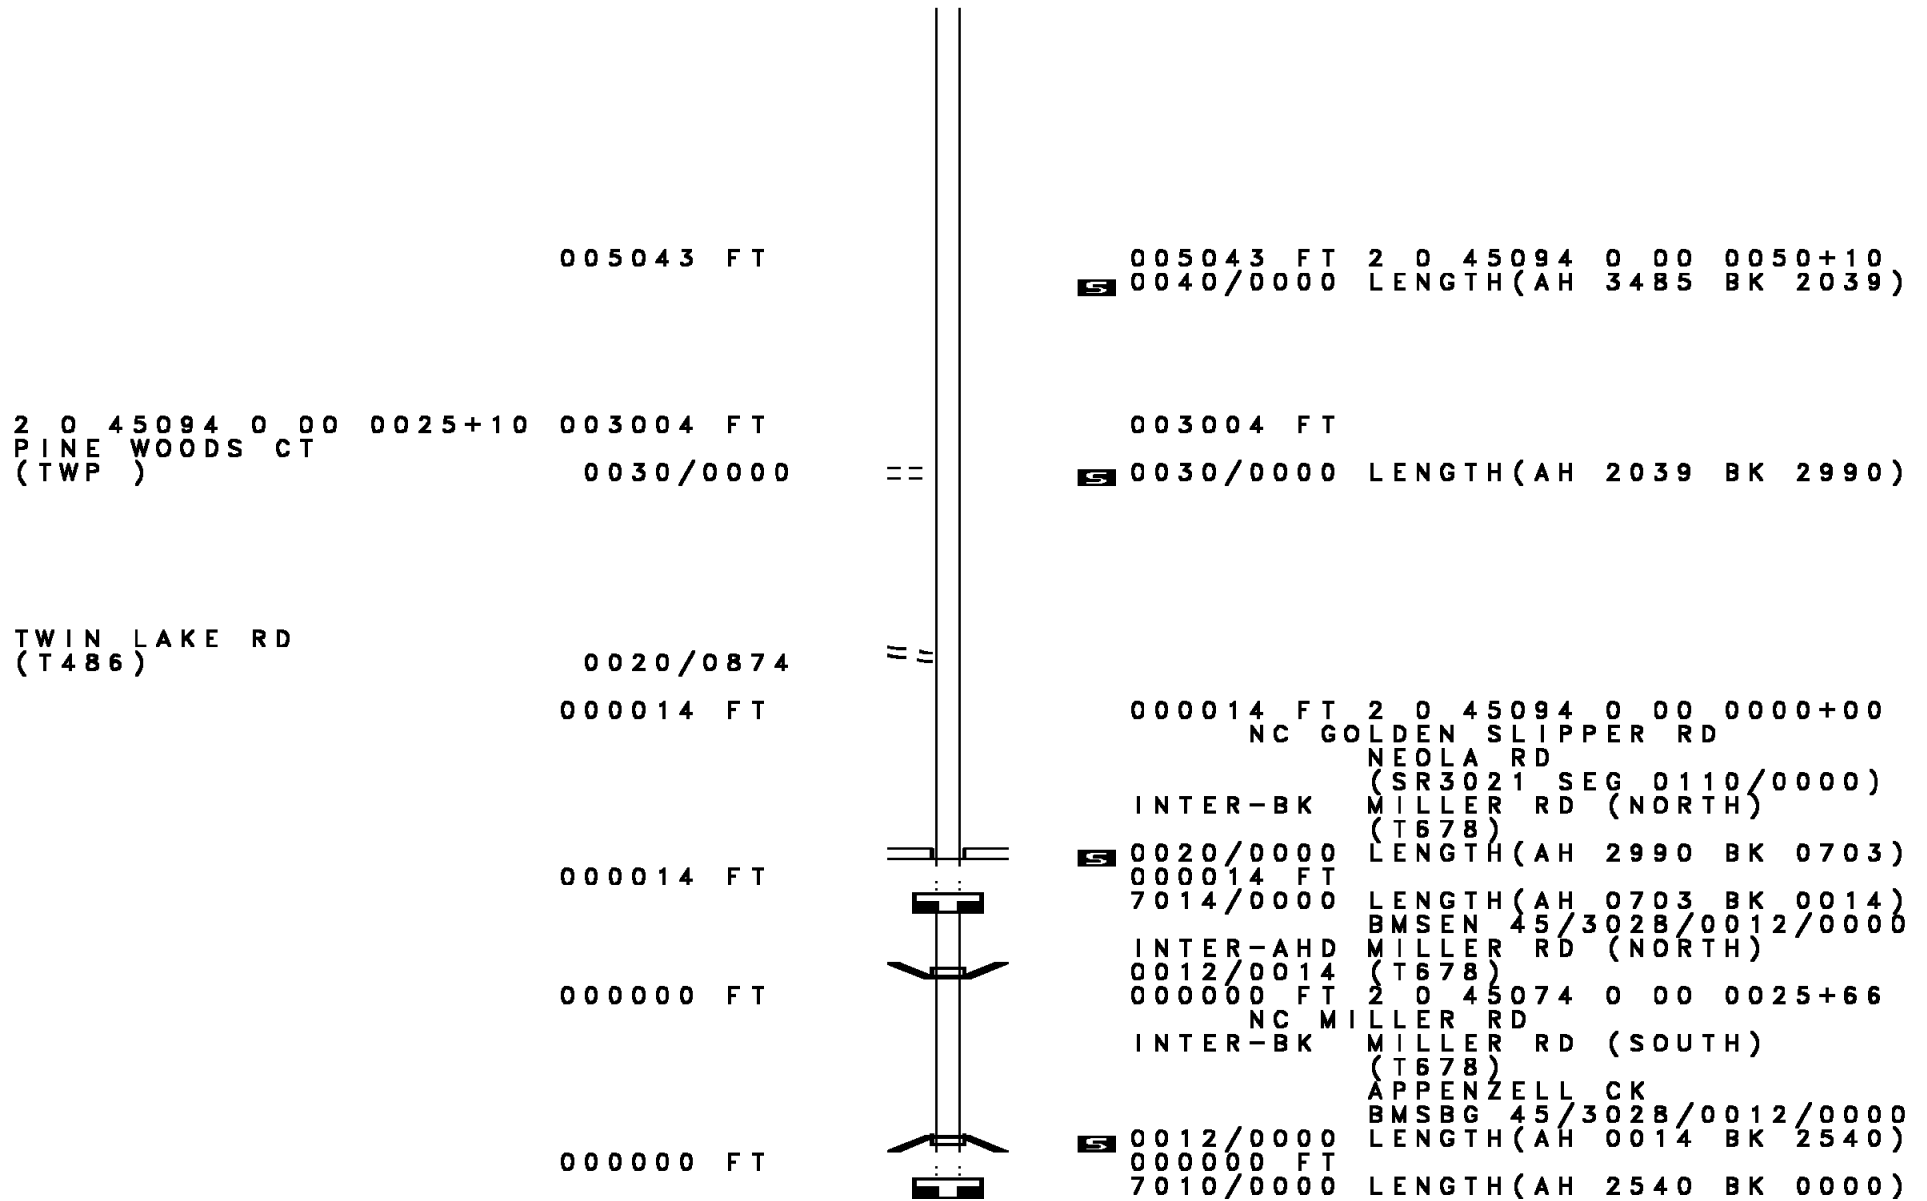 005043 FT 005043 FT 2 0 45094 0 00 0050+10
S 0040/0000 LENGTH(AH 3485 BK 2039)
2 0 45094 0 00 0025+10 003004 FT 003004 FT
PINE WOODS CT
(TWP ) 0030/0000 S 0030/0000 LENGTH(AH 2039 BK 2990)
TWIN LAKE RD
(T486) 0020/0874
000014 FT 000014 FT 2 0 45094 0 00 0000+00
NC GOLDEN SLIPPER RD
NEOLA RD
(SR3021 SEG 0110/0000)
INTER-BK MILLER RD (NORTH)
(T678)
S 0020/0000 LENGTH(AH 2990 BK 0703)
000014 FT 000014 FT
7014/0000 LENGTH(AH 0703 BK 0014)
BMSEN 45/3028/0012/0000
INTER-AHD MILLER RD (NORTH)
0012/0014 (T678)
000000 FT 000000 FT 2 0 45074 0 00 0025+66
NC MILLER RD
INTER-BK MILLER RD (SOUTH)
(T678)
APPENZELL CK
BMSBG 45/3028/0012/0000
S 0012/0000 LENGTH(AH 0014 BK 2540)
000000 FT 000000 FT
7010/0000 LENGTH(AH 2540 BK 0000)